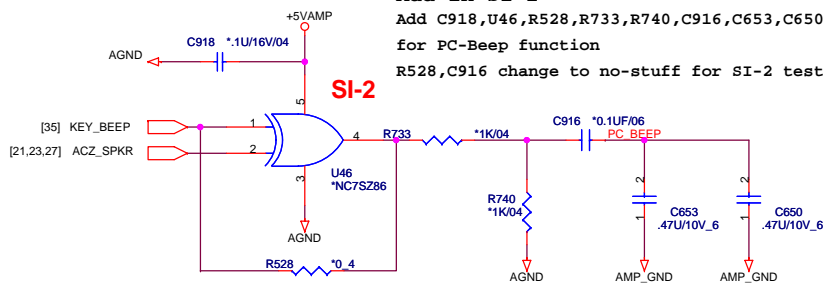 Add C918,U46,R528,R733,R740,C916,C653,C650
for PC-Beep function
R528,C916 change to no-stuff for SI-2 test
+5VAMP
C918 *.1U/16V/04
AGND
SI-2
5
[35] KEY_BEEP
1
4
R733
*1K/04
C916 *0.1UF/06
PC_BEEP
[21,23,27] ACZ_SPKR
2
3
U46
*NC7SZ86
AGND
R740
*1K/04
AGND
2
1
C653
.47U/10V_6
AMP_GND
2
1
C650
.47U/10V_6
AMP_GND
R528 *0_4